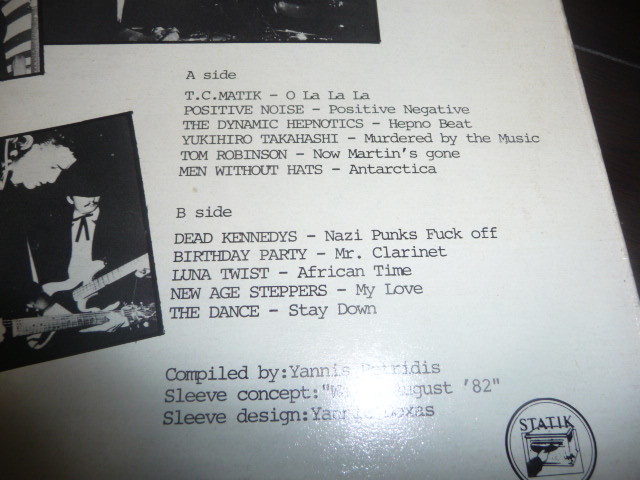 A side
T.C.MATIK - O La La La
POSITIVE NOISE - Positive Negative
THE DYNAMIC HEPNOTICS - Hepno Beat
YUKIHIRO TAKAHASHI - Murdered by the Music
TOM ROBINSON - Now Martin's gone
MEN WITHOUT HATS - Antarctica
B side
DEAD KENNEDYS - Nazi Punks Fuck off
BIRTHDAY PARTY - Mr. Clarinet
LUNA TWIST - African Time
NEW AGE STEPPERS - My Love
THE DANCE - Stay Down
Compiled by:Yannis Petridis
Sleeve concept:" August '82"
Sleeve design:Yannis
STATIK